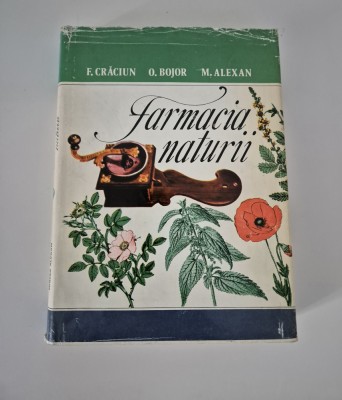 F. CRĂCIUN O. BOJOR M. ALEXAN
Farmacia
naturii